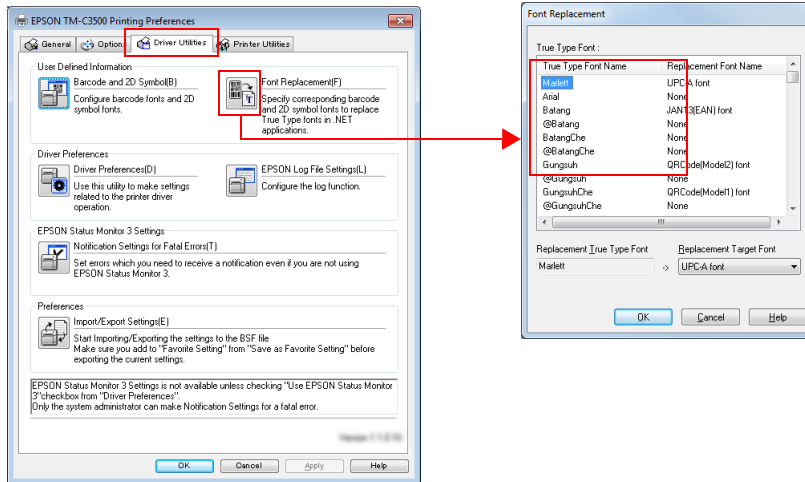 EPSON TM-C3500 Printing Preferences
General
Option
Driver Utilities
Printer Utilities
User Defined Information
Barcode and 2D Symbol(B)
Configure barcode fonts and 2D
symbol fonts.
Font Replacement(F)
Specify corresponding barcode
and 2D symbol fonts to replace
True Type fonts in .NET
applications.
Driver Preferences
Driver Preferences(D)
Use this utility to make settings
related to the printer driver
operation.
EPSON Log File Settings(L)
Configure the log function.
EPSON Status Monitor 3 Settings
Notification Settings for Fatal Errors(T)
Set errors which you need to receive a notification even if you are not using
EPSON Status Monitor 3.
Preferences
Import/Export Settings(E)
Start Importing/Exporting the settings to the BSF file
Make sure you add to "Favorite Setting" from "Save as Favorite Setting" before
exporting the current settings.
EPSON Status Monitor 3 Settings is not available unless checking "Use EPSON Status Monitor
3"checkbox from "Driver Preferences".
Only the system administrator can make Notification Settings for a fatal error.
OK Cancel Apply Help
Font Replacement
True Type Font :
True Type Font Name Replacement Font Name
Marlett UPC-A font
Arial None
Batang JAN13(EAN) font
@Batang None
BatangChe None
@BatangChe None
Gungsuh QRCode(Model2) font
@Gungsuh None
GungsuhChe QRCode(Model1) font
@GungsuhChe None
Replacement True Type Font Replacement Target Font
Marlett -> UPC-A font
OK Cancel Help